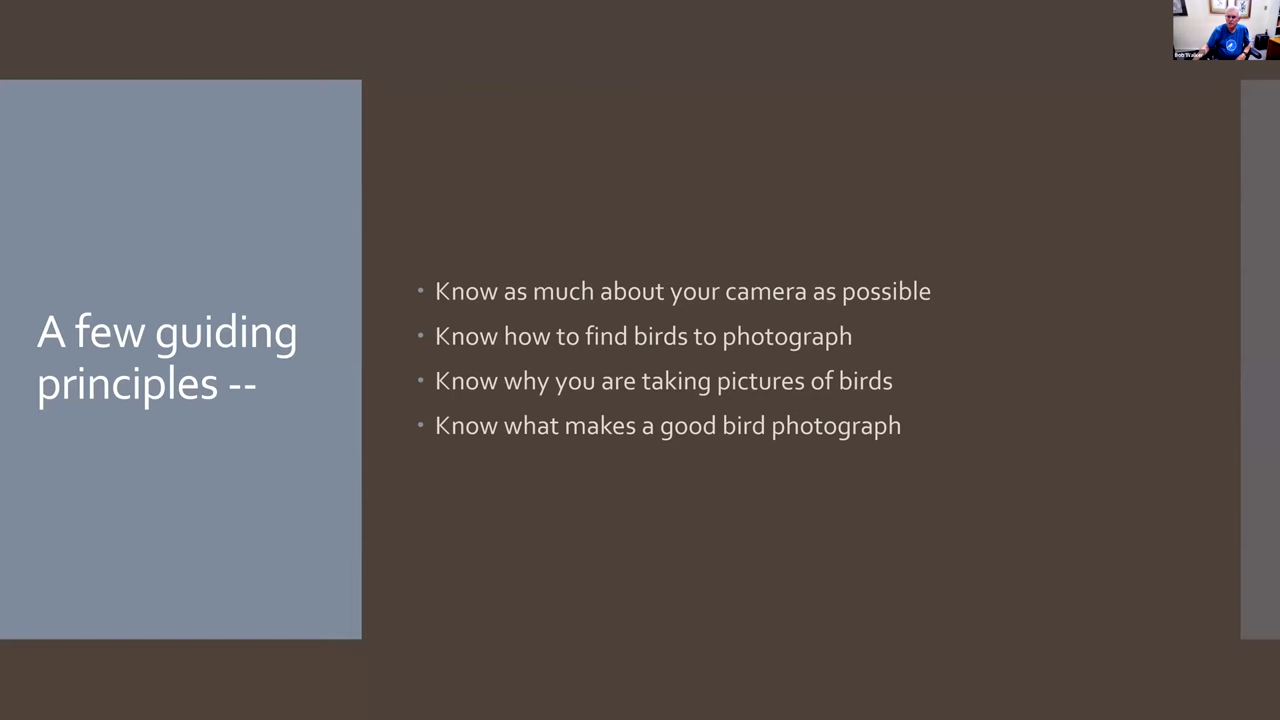 A few guiding
principles --
• Know as much about your camera as possible
• Know how to find birds to photograph
• Know why you are taking pictures of birds
• Know what makes a good bird photograph